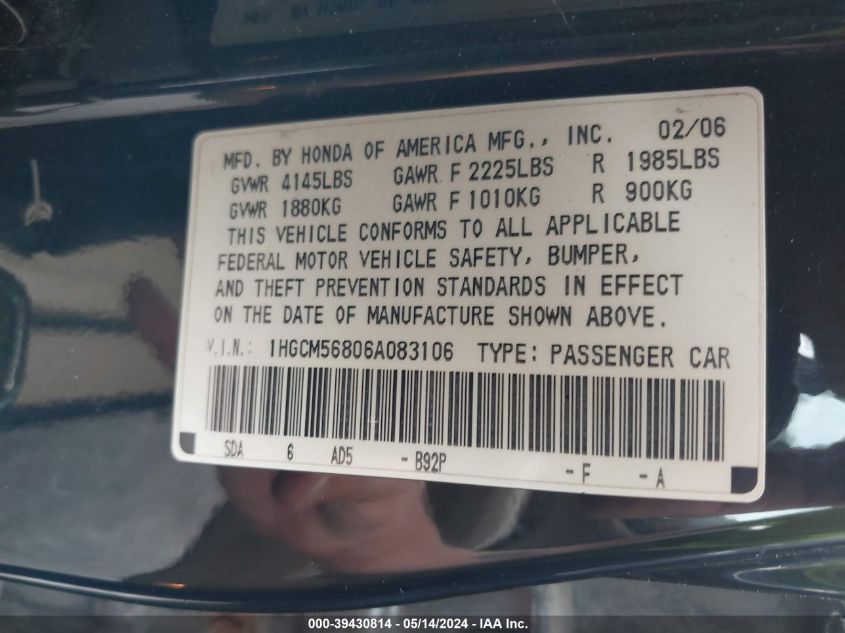 MFD. BY HONDA OF AMERICA MFG., INC. 02/06
GVWR 4145LBS GAWR F 2225LBS R 1985LBS
GVWR 1880KG GAWR F 1010KG R 900KG
THIS VEHICLE CONFORMS TO ALL APPLICABLE
FEDERAL MOTOR VEHICLE SAFETY, BUMPER,
AND THEFT PREVENTION STANDARDS IN EFFECT
ON THE DATE OF MANUFACTURE SHOWN ABOVE.
V.I.N.: 1HGCM56806A083106 TYPE: PASSENGER CAR
SDA 6 AD5 - B92P - F - A
000-39430814 - 05/14/2024 - IAA Inc.